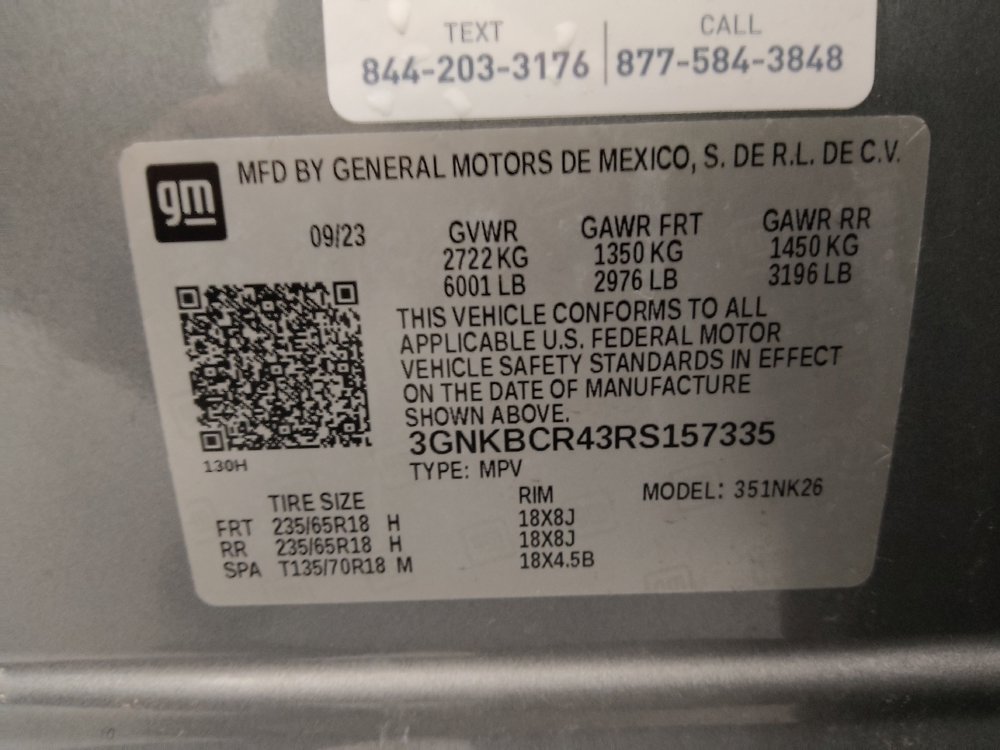 TEXT
844-203-3176
CALL
877-584-3848
gm
MFD BY GENERAL MOTORS DE MEXICO, S. DE R.L. DE C.V.
09/23
GVWR
2722 KG
6001 LB
GAWR FRT
1350 KG
2976 LB
GAWR RR
1450 KG
3196 LB
THIS VEHICLE CONFORMS TO ALL
APPLICABLE U.S. FEDERAL MOTOR
VEHICLE SAFETY STANDARDS IN EFFECT
ON THE DATE OF MANUFACTURE
SHOWN ABOVE.
3GNKBCR43RS157335
130H
TYPE: MPV
MODEL: 351NK26
TIRE SIZE RIM
FRT 235/65R18 H 18X8J
RR 235/65R18 H 18X8J
SPA T135/70R18 M 18X4.5B